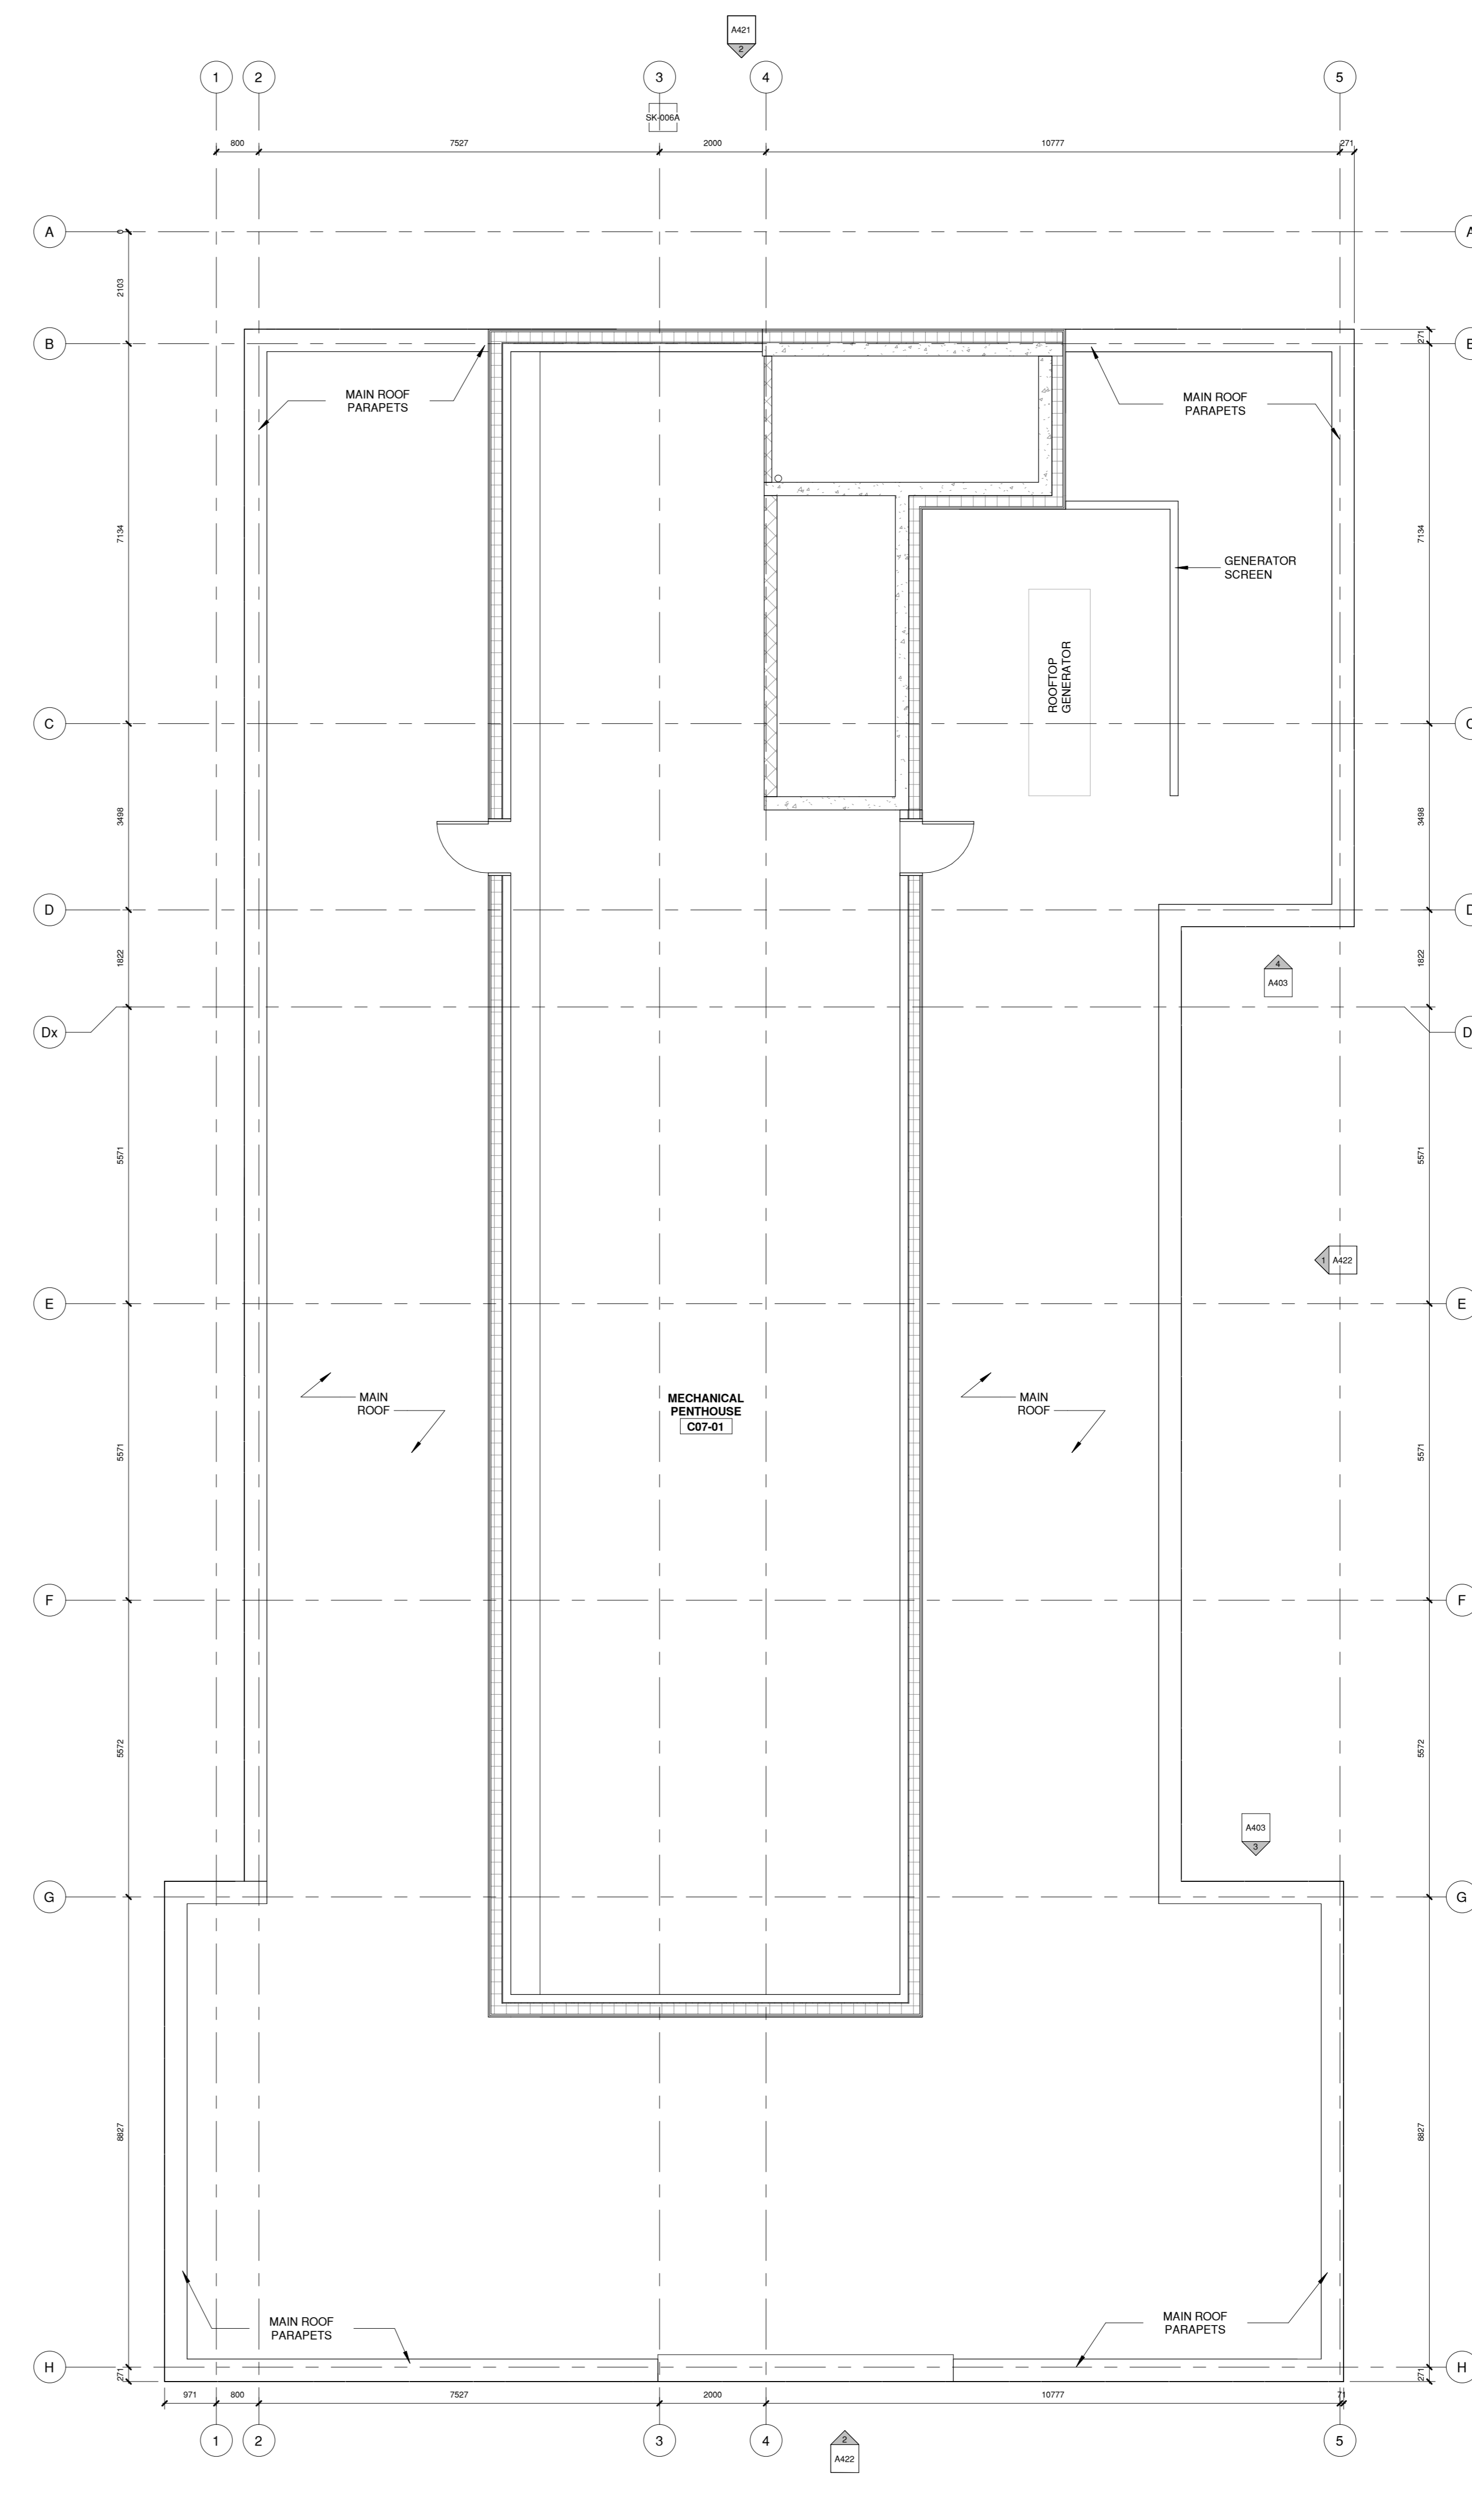 A421
2
1
2
3
4
5
SK-006A
800
7527
2000
10777
271
A
A
0
2103
B
271
MAIN ROOF
PARAPETS
MAIN ROOF
PARAPETS
7134
7134
GENERATOR
SCREEN
ROOFTOP
GENERATOR
C
3498
3498
D
1822
1822
4
A403
Dx
5571
5571
1
A422
E
E
MAIN
ROOF
MECHANICAL
PENTHOUSE
C07-01
MAIN
ROOF
5571
5571
F
F
5572
5572
A403
3
G
G
8827
8827
MAIN ROOF
PARAPETS
MAIN ROOF
PARAPETS
H
H
271
271
971
800
7527
2000
10777
71
1
2
3
4
5
2
A422